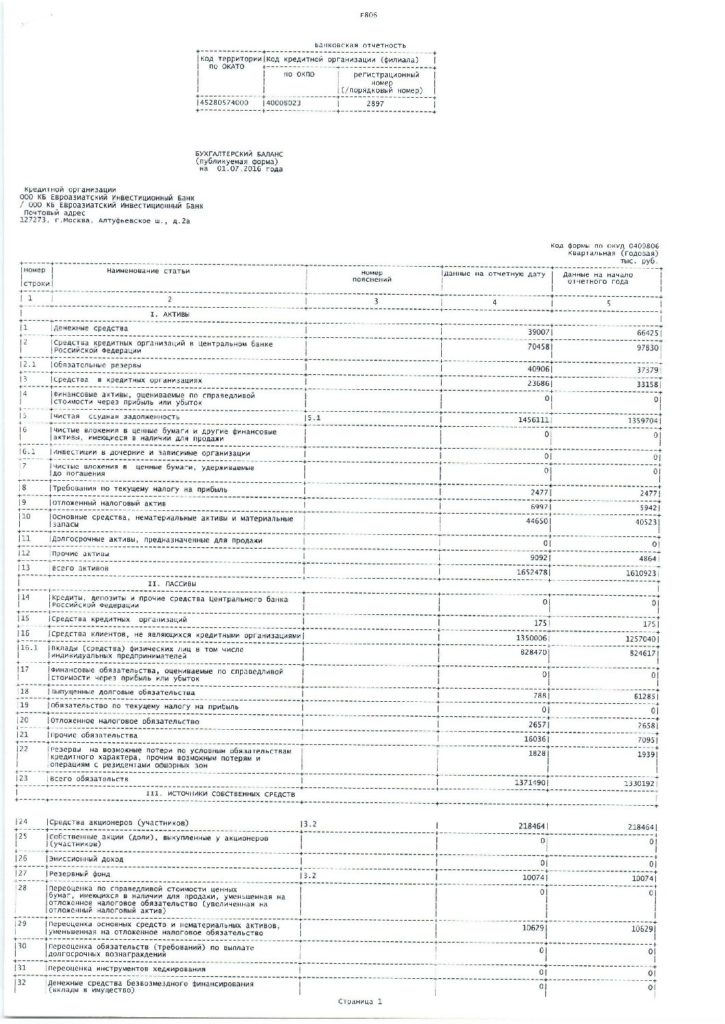 F806
Банковская отчетность
Код территории Код кредитной организации (филиала)
по ОКАТО
по ОКПО регистрационный
номер
(/порядковый номер)
45280574000 40006023 2897
БУХГАЛТЕРСКИЙ БАЛАНС
(публикуемая форма)
на 01.07.2016 года
Кредитной организации
ООО КБ Евроазиатский Инвестиционный Банк
/ ООО КБ Евроазиатский Инвестиционный Банк
Почтовый адрес
127273, г.Москва, Алтуфьевское ш., д.2а
Код формы по ОКУД 0409806
Квартальная (Годовая)
тыс. руб.
Номер Наименование статьи Номер Данные на отчетную дату Данные на начало
строки пояснений отчетного года
1 2 3 4 5
I. АКТИВЫ
1 Денежные средства 39007 66425
2 Средства кредитных организаций в Центральном банке 70458 97830
Российской Федерации
2.1 Обязательные резервы 40906 37379
3 Средства в кредитных организациях 23686 33158
4 Финансовые активы, оцениваемые по справедливой 0 0
стоимости через прибыль или убыток
5 Чистая ссудная задолженность 5.1 1456111 1359704
6 Чистые вложения в ценные бумаги и другие финансовые 0 0
активы, имеющиеся в наличии для продажи
6.1 Инвестиции в дочерние и зависимые организации 0 0
7 Чистые вложения в ценные бумаги, удерживаемые 0 0
до погашения
8 Требования по текущему налогу на прибыль 2477 2477
9 Отложенный налоговый актив 6997 5942
10 Основные средства, нематериальные активы и материальные 44650 40523
запасы
11 Долгосрочные активы, предназначенные для продажи 0 0
12 Прочие активы 9092 4864
13 Всего активов 1652478 1610923
II. ПАССИВЫ
14 Кредиты, депозиты и прочие средства Центрального банка 0 0
Российской Федерации
15 Средства кредитных организаций 175 175
16 Средства клиентов, не являющихся кредитными организациями 1350006 1257040
16.1 Вклады (средства) физических лиц в том числе 828470 824617
индивидуальных предпринимателей
17 Финансовые обязательства, оцениваемые по справедливой 0 0
стоимости через прибыль или убыток
18 Выпущенные долговые обязательства 788 61285
19 Обязательство по текущему налогу на прибыль 0 0
20 Отложенное налоговое обязательство 2657 2658
21 Прочие обязательства 16036 7095
22 Резервы на возможные потери по условным обязательствам 1828 1939
кредитного характера, прочим возможным потерям и
операциям с резидентами офшорных зон
23 Всего обязательств 1371490 1330192
III. ИСТОЧНИКИ СОБСТВЕННЫХ СРЕДСТВ
24 Средства акционеров (участников) 3.2 218464 218464
25 Собственные акции (доли), выкупленные у акционеров 0 0
(участников)
26 Эмиссионный доход 0 0
27 Резервный фонд 3.2 10074 10074
28 Переоценка по справедливой стоимости ценных 0 0
бумаг, имеющихся в наличии для продажи, уменьшенная на
отложенное налоговое обязательство (увеличенная на
отложенный налоговый актив)
29 Переоценка основных средств и нематериальных активов, 10629 10629
уменьшенная на отложенное налоговое обязательство
30 Переоценка обязательств (требований) по выплате 0 0
долгосрочных вознаграждений
31 Переоценка инструментов хеджирования 0 0
32 Денежные средства безвозмездного финансирования 0 0
(вклады в имущество)
Страница 1